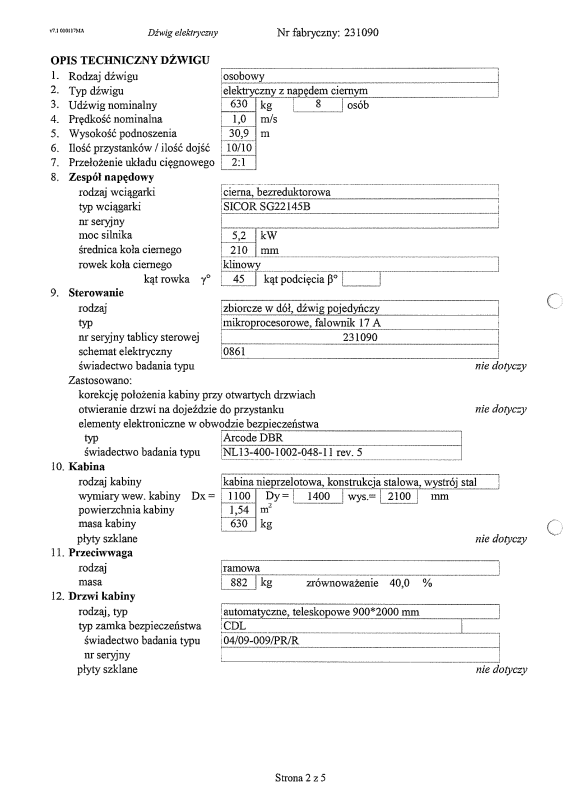 v7.1 010117MA Dźwig elektryczny Nr fabryczny: 231090
OPIS TECHNICZNY DŹWIGU
1. Rodzaj dźwigu osobowy
2. Typ dźwigu elektryczny z napędem ciernym
3. Udźwig nominalny 630 kg 8 osób
4. Prędkość nominalna 1,0 m/s
5. Wysokość podnoszenia 30,9 m
6. Ilość przystanków / ilość dojść 10/10
7. Przełożenie układu cięgnowego 2:1
8. Zespół napędowy
rodzaj wciągarki cierna, bezreduktorowa
typ wciągarki SICOR SG22145B
nr seryjny
moc silnika 5,2 kW
średnica koła ciernego 210 mm
rowek koła ciernego klinowy
kąt rowka γ° 45 kąt podcięcia β°
9. Sterowanie
rodzaj zbiorcze w dół, dźwig pojedyńczy
typ mikroprocesorowe, falownik 17 A
nr seryjny tablicy sterowej 231090
schemat elektryczny 0861
świadectwo badania typu nie dotyczy
Zastosowano:
korekcję położenia kabiny przy otwartych drzwiach
otwieranie drzwi na dojeździe do przystanku nie dotyczy
elementy elektroniczne w obwodzie bezpieczeństwa
typ Arcode DBR
świadectwo badania typu NL13-400-1002-048-11 rev. 5
10. Kabina
rodzaj kabiny kabina nieprzelotowa, konstrukcja stalowa, wystrój stal
wymiary wew. kabiny Dx = 1100 Dy = 1400 wys.= 2100 mm
powierzchnia kabiny 1,54 m²
masa kabiny 630 kg
płyty szklane nie dotyczy
11. Przeciwwaga
rodzaj ramowa
masa 882 kg zrównoważenie 40,0 %
12. Drzwi kabiny
rodzaj, typ automatyczne, teleskopowe 900*2000 mm
typ zamka bezpieczeństwa CDL
świadectwo badania typu 04/09-009/PR/R
nr seryjny
płyty szklane nie dotyczy
Strona 2 z 5